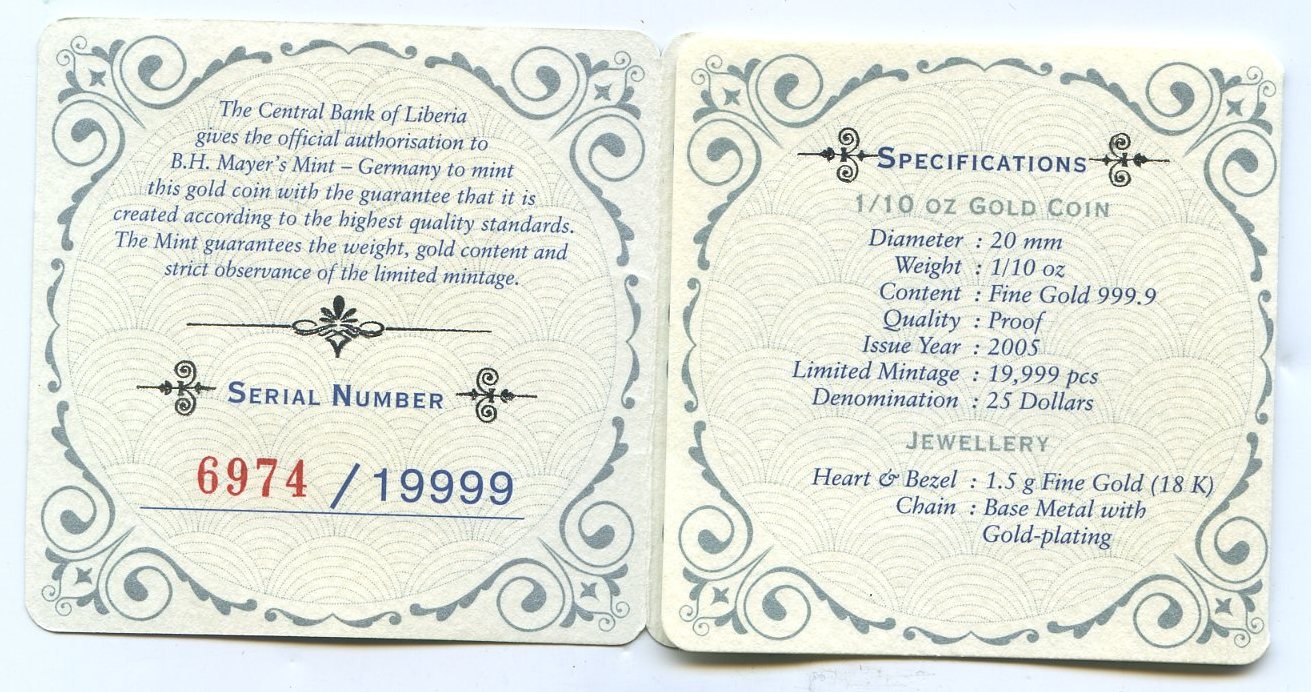 The Central Bank of Liberia
gives the official authorisation to
B.H. Mayer's Mint – Germany to mint
this gold coin with the guarantee that it is
created according to the highest quality standards.
The Mint guarantees the weight, gold content and
strict observance of the limited mintage.
SERIAL NUMBER
6974 / 19999
SPECIFICATIONS
1/10 OZ GOLD COIN
Diameter : 20 mm
Weight : 1/10 oz
Content : Fine Gold 999.9
Quality : Proof
Issue Year : 2005
Limited Mintage : 19,999 pcs
Denomination : 25 Dollars
JEWELLERY
Heart & Bezel : 1.5 g Fine Gold (18 K)
Chain : Base Metal with
Gold-plating